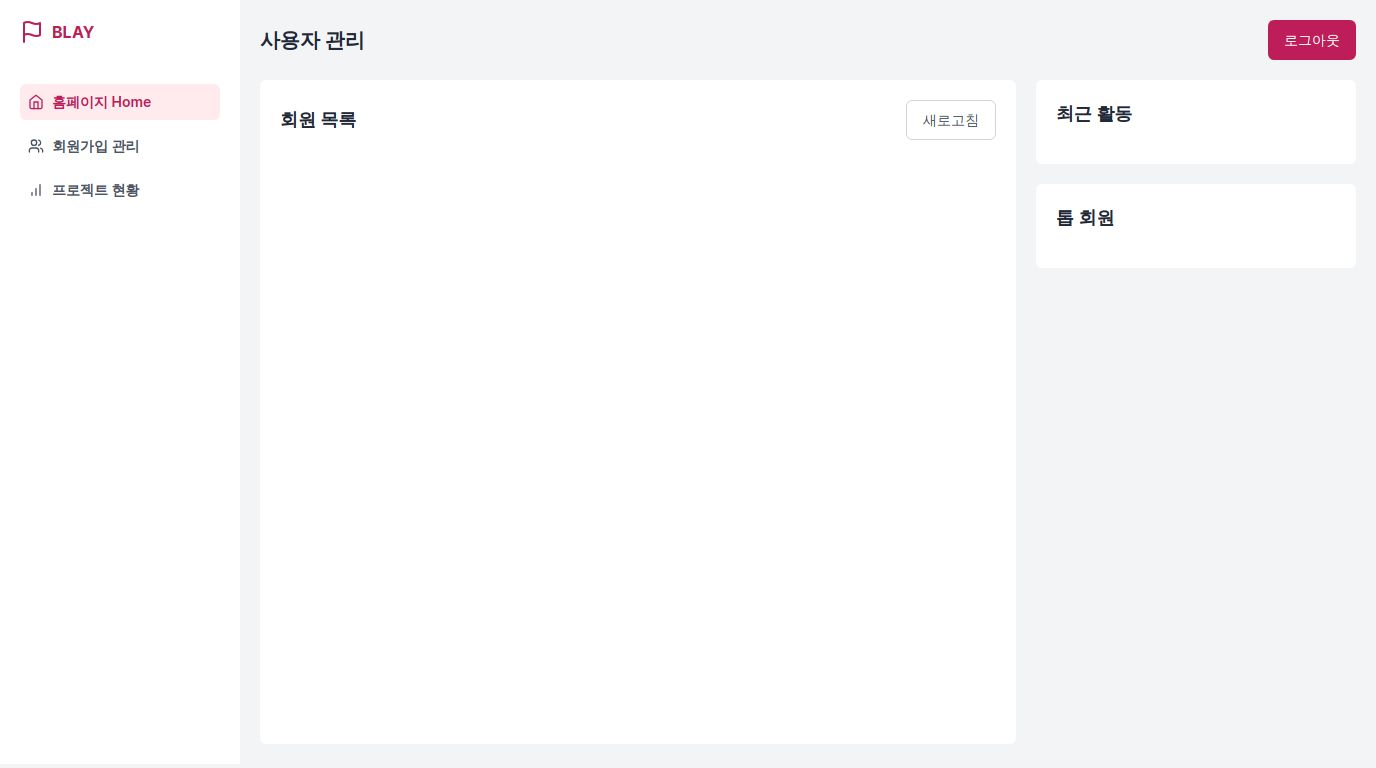 BLAY
홈페이지 Home
회원가입 관리
프로젝트 현황
사용자 관리
로그아웃
회원 목록
새로고침
최근 활동
톱 회원